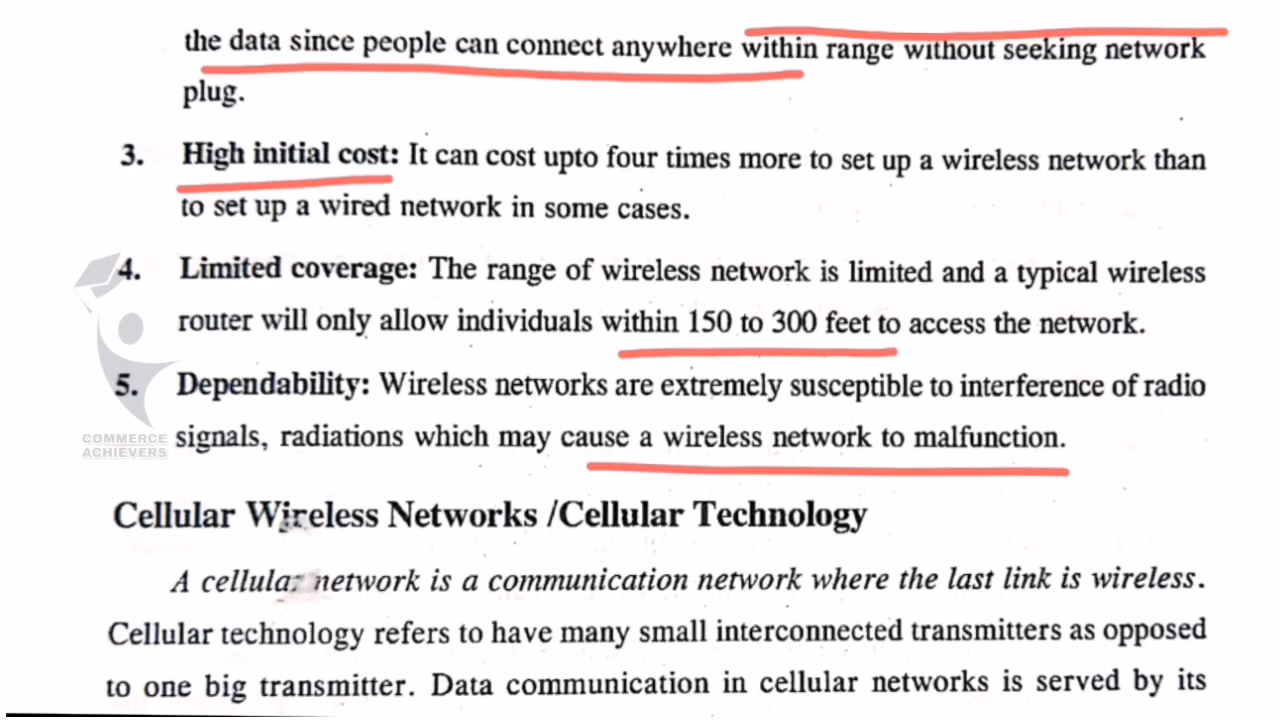 the data since people can connect anywhere within range without seeking network
plug.
3. High initial cost: It can cost upto four times more to set up a wireless network than
to set up a wired network in some cases.
4. Limited coverage: The range of wireless network is limited and a typical wireless
router will only allow individuals within 150 to 300 feet to access the network.
5. Dependability: Wireless networks are extremely susceptible to interference of radio
signals, radiations which may cause a wireless network to malfunction.
COMMERCE
ACHIEVERS
Cellular Wireless Networks /Cellular Technology
A cellular network is a communication network where the last link is wireless.
Cellular technology refers to have many small interconnected transmitters as opposed
to one big transmitter. Data communication in cellular networks is served by its